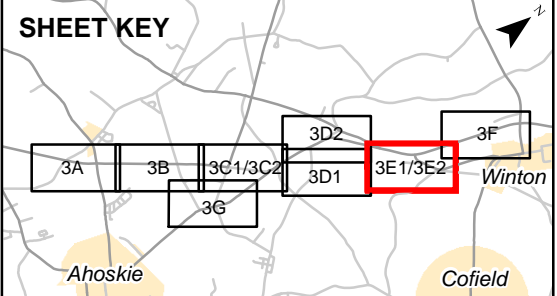 SHEET KEY
N
3D2
3F
3A
3B
3C1/3C2
3D1
3E1/3E2
Winton
3G
Ahoskie
Cofield